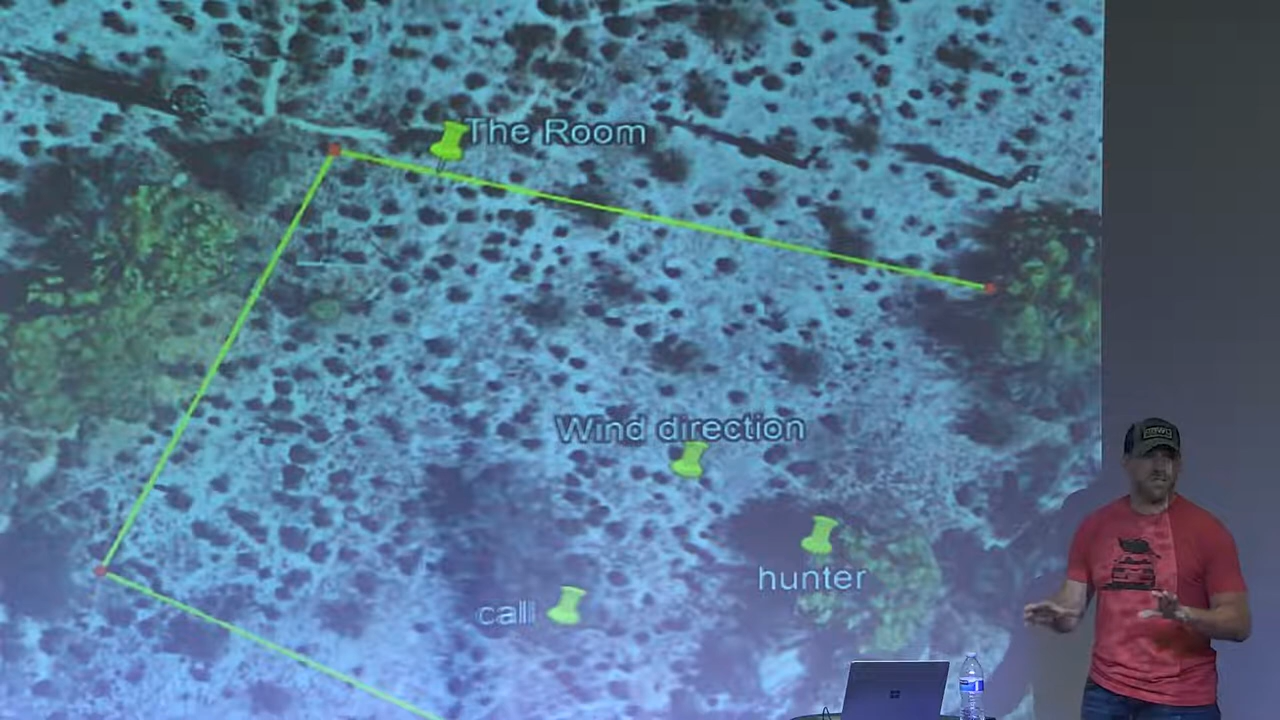 The Room
Wind direction
hunter
call